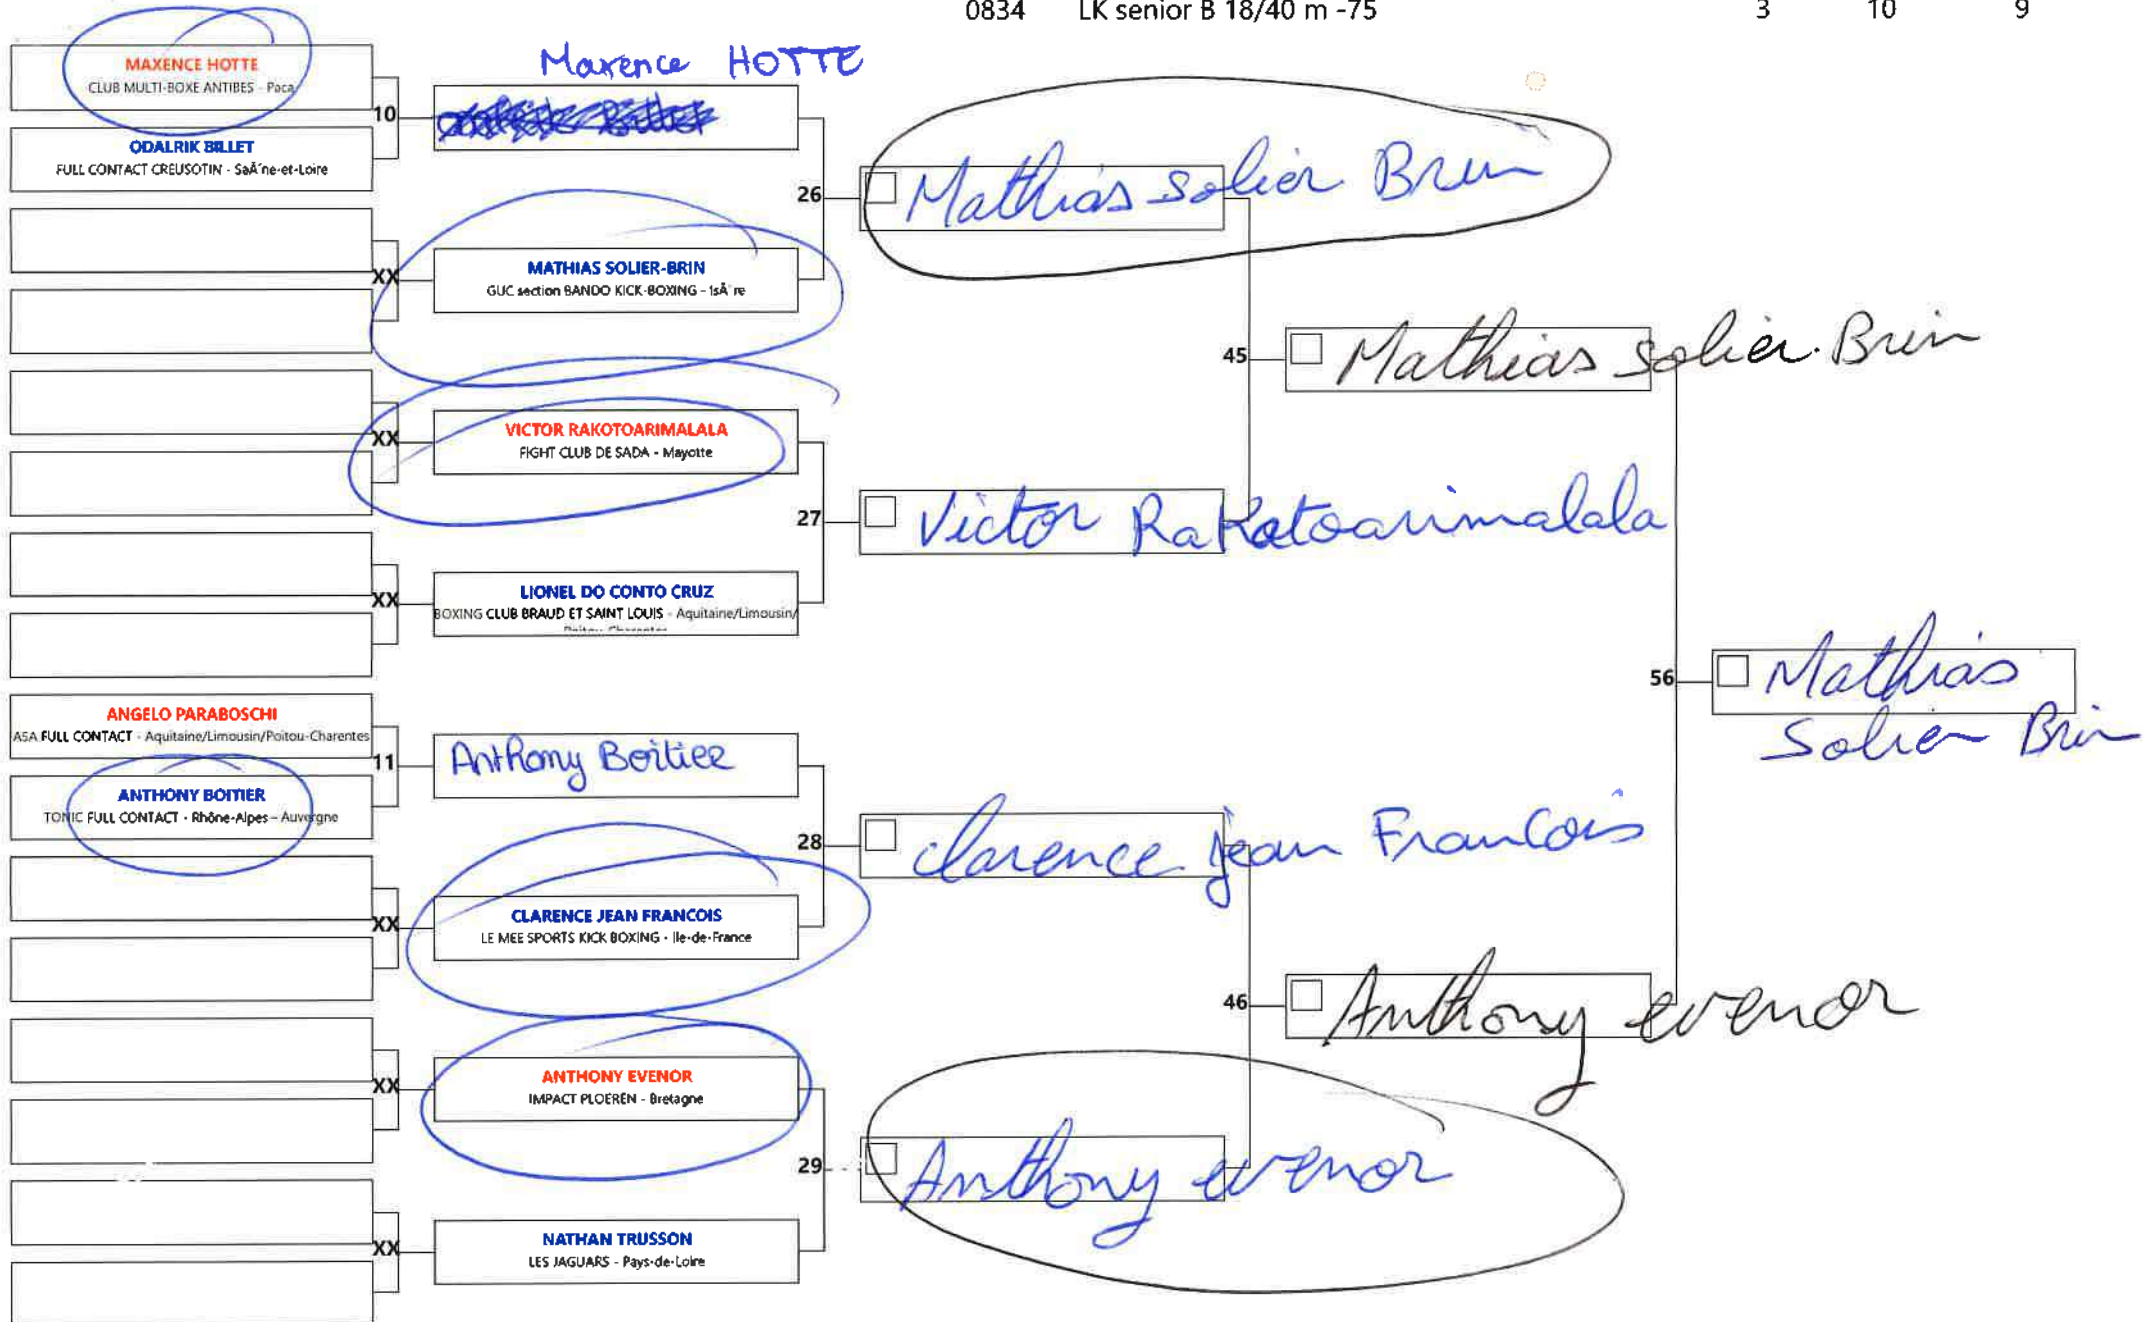 0834 LK senior B 18/40 m -75 3 10 9
MAXENCE HOTTE
CLUB MULTI-BOXE ANTIBES - Paca
Maxence HOTTE
10
ODALRIK BILLET
FULL CONTACT CREUSOTIN - SaÃ´ne-et-Loire
26
Mathias Solier Brin
XX
MATHIAS SOLIER-BRIN
GUC section BANDO KICK-BOXING - IsÃ¨re
45
Mathias Solier Brin
XX
VICTOR RAKOTOARIMALALA
FIGHT CLUB DE SADA - Mayotte
27
Victor Rakotoarimalala
XX
LIONEL DO CONTO CRUZ
BOXING CLUB BRAUD ET SAINT LOUIS - Aquitaine/Limousin/
Poitou-Charentes
56
Mathias
Solier Brin
ANGELO PARABOSCHI
ASA FULL CONTACT - Aquitaine/Limousin/Poitou-Charentes
11
Anthony Boitier
ANTHONY BOITIER
TONIC FULL CONTACT - Rhône-Alpes - Auvergne
28
Clarence Jean Francois
XX
CLARENCE JEAN FRANCOIS
LE MEE SPORTS KICK BOXING - Ile-de-France
46
Anthony evenor
XX
ANTHONY EVENOR
IMPACT PLOEREN - Bretagne
29
Anthony evenor
XX
NATHAN TRUSSON
LES JAGUARS - Pays-de-Loire